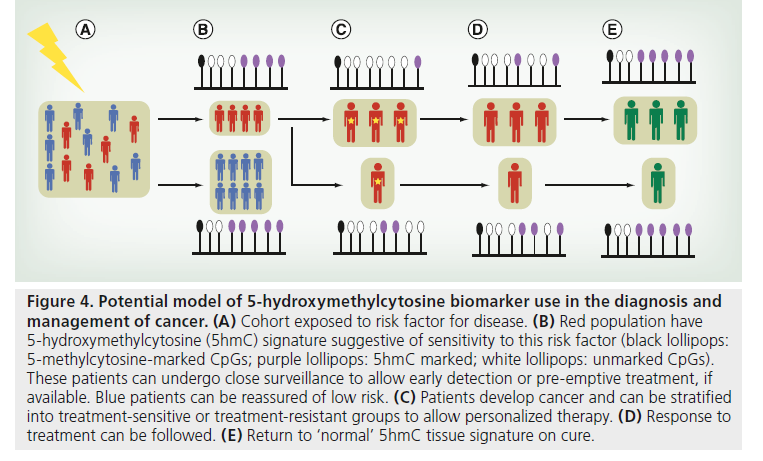 A B C D E
Figure 4. Potential model of 5-hydroxymethylcytosine biomarker use in the diagnosis and
management of cancer. (A) Cohort exposed to risk factor for disease. (B) Red population have
5-hydroxymethylcytosine (5hmC) signature suggestive of sensitivity to this risk factor (black lollipops:
5-methylcytosine-marked CpGs; purple lollipops: 5hmC marked; white lollipops: unmarked CpGs).
These patients can undergo close surveillance to allow early detection or pre-emptive treatment, if
available. Blue patients can be reassured of low risk. (C) Patients develop cancer and can be stratified
into treatment-sensitive or treatment-resistant groups to allow personalized therapy. (D) Response to
treatment can be followed. (E) Return to ‘normal’ 5hmC tissue signature on cure.